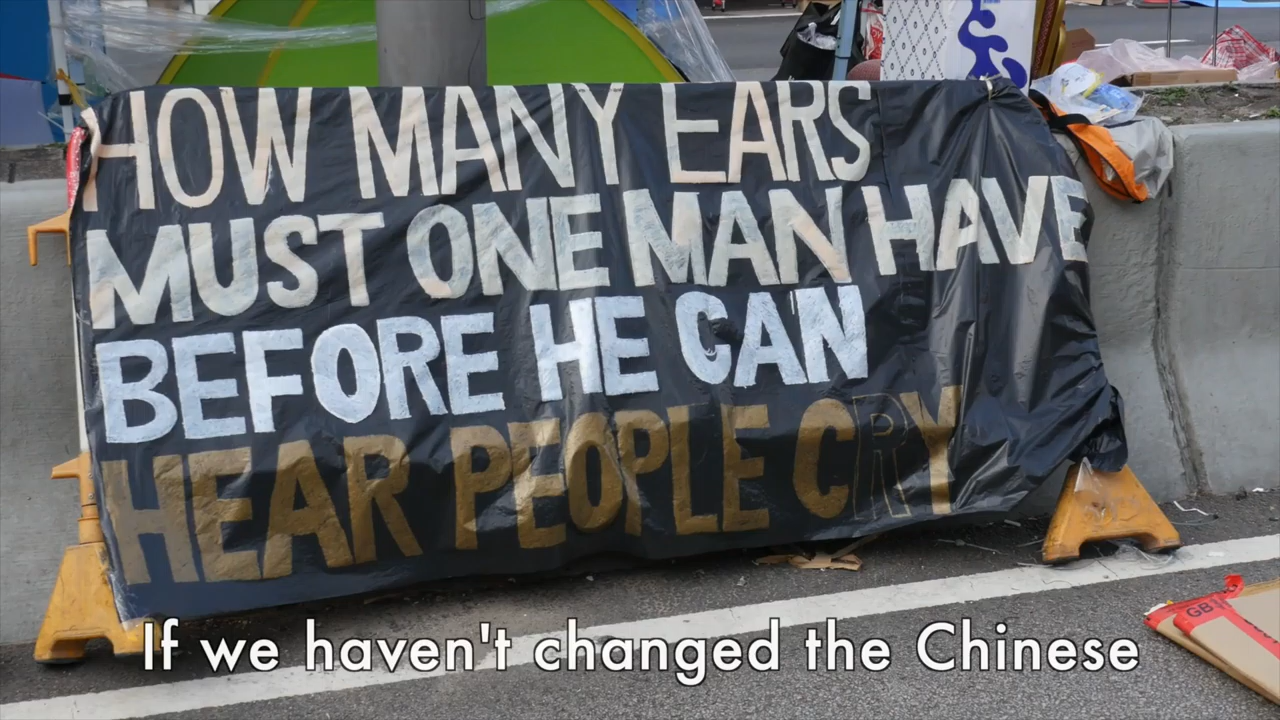 HOW MANY EARS
MUST ONE MAN HAVE
BEFORE HE CAN
HEAR PEOPLE CRY
If we haven't changed the Chinese
GB